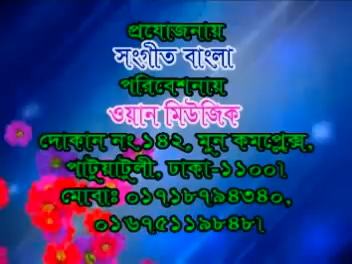 প্রযোজনায়
সংগীত বাংলা
পরিবেশনায়
ওয়ান মিউজিক
দোকান নং ১৪২, মুন কমপ্লেক্স,
পাটুয়াটুলী, ঢাকা-১১০০।
মোবাঃ ০১৭১৮৭৯৪৩৪০,
০১৬৭৫১১৯৮৪৮।